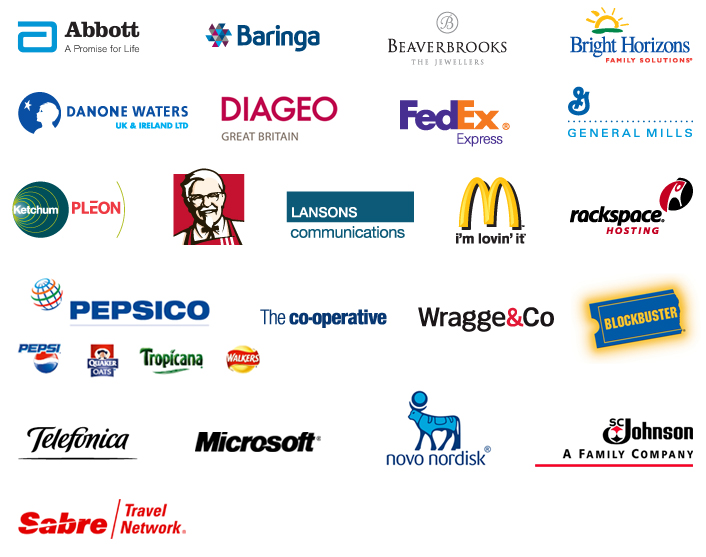 Abbott
A Promise for Life
Baringa
B
BEAVERBROOKS
THE JEWELLERS
Bright Horizons
FAMILY SOLUTIONS®
DANONE WATERS
UK & IRELAND LTD
DIAGEO
GREAT BRITAIN
FedEx®
Express
G
GENERAL MILLS
Ketchum PLEON
LANSONS
communications
M
i'm lovin' it
rackspace.
HOSTING
PEPSICO
The co-operative
Wragge&Co
BLOCKBUSTER
PEPSI
QUAKER
OATS
Tropicana
WALKERS
Telefónica
Microsoft®
novo nordisk®
SC Johnson
A FAMILY COMPANY
Sabre Travel
Network®